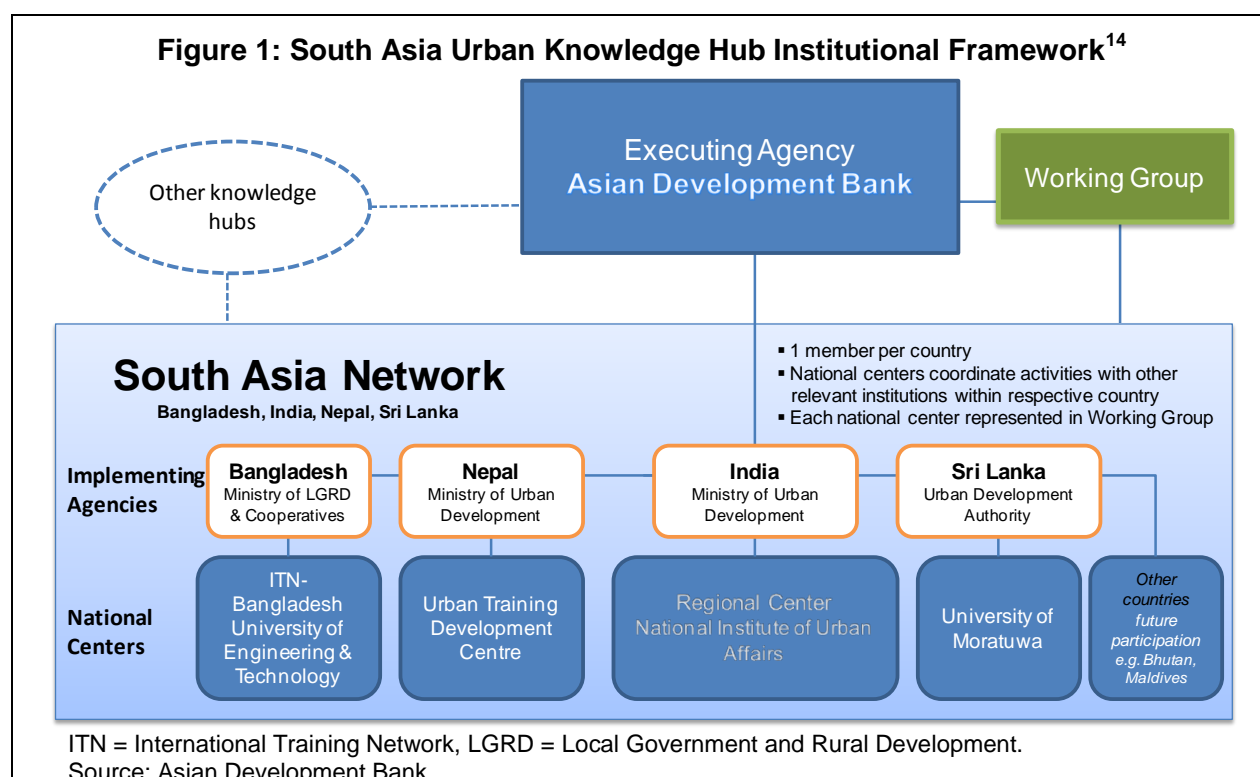 Figure 1: South Asia Urban Knowledge Hub Institutional Framework14
Executing Agency
Asian Development Bank
Working Group
Other knowledge
hubs
South Asia Network
Bangladesh, India, Nepal, Sri Lanka
▪ 1 member per country
▪ National centers coordinate activities with other
relevant institutions within respective country
▪ Each national center represented in Working Group
Implementing
Agencies
Bangladesh
Ministry of LGRD
& Cooperatives
Nepal
Ministry of Urban
Development
India
Ministry of Urban
Development
Sri Lanka
Urban Development
Authority
National
Centers
ITN-
Bangladesh
University of
Engineering &
Technology
Urban Training
Development
Centre
Regional Center
National Institute of Urban
Affairs
University of
Moratuwa
Other
countries
future
participation
e.g. Bhutan,
Maldives
ITN = International Training Network, LGRD = Local Government and Rural Development.
Source: Asian Development Bank